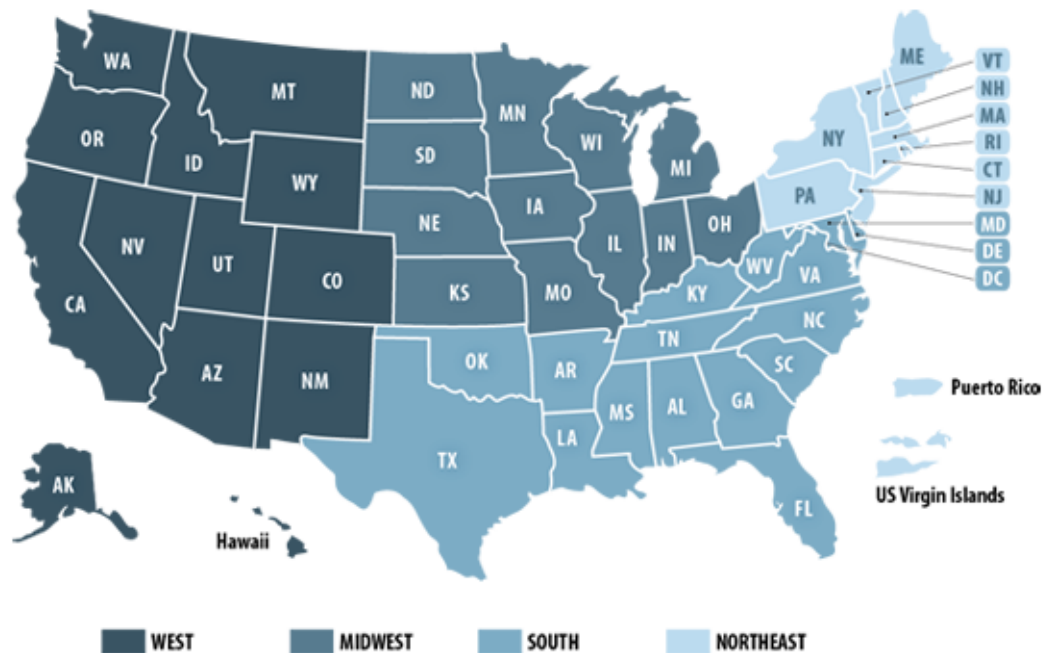 WA
MT
ND
MN
ME
VT
NH
MA
RI
CT
NJ
MD
DE
DC
OR
ID
WY
SD
WI
MI
NY
PA
NV
UT
CO
NE
IA
IL
IN
OH
CA
KS
MO
KY
WV
VA
AZ
NM
OK
AR
TN
NC
SC
TX
LA
MS
AL
GA
FL
Puerto Rico
US Virgin Islands
AK
Hawaii
WEST
MIDWEST
SOUTH
NORTHEAST